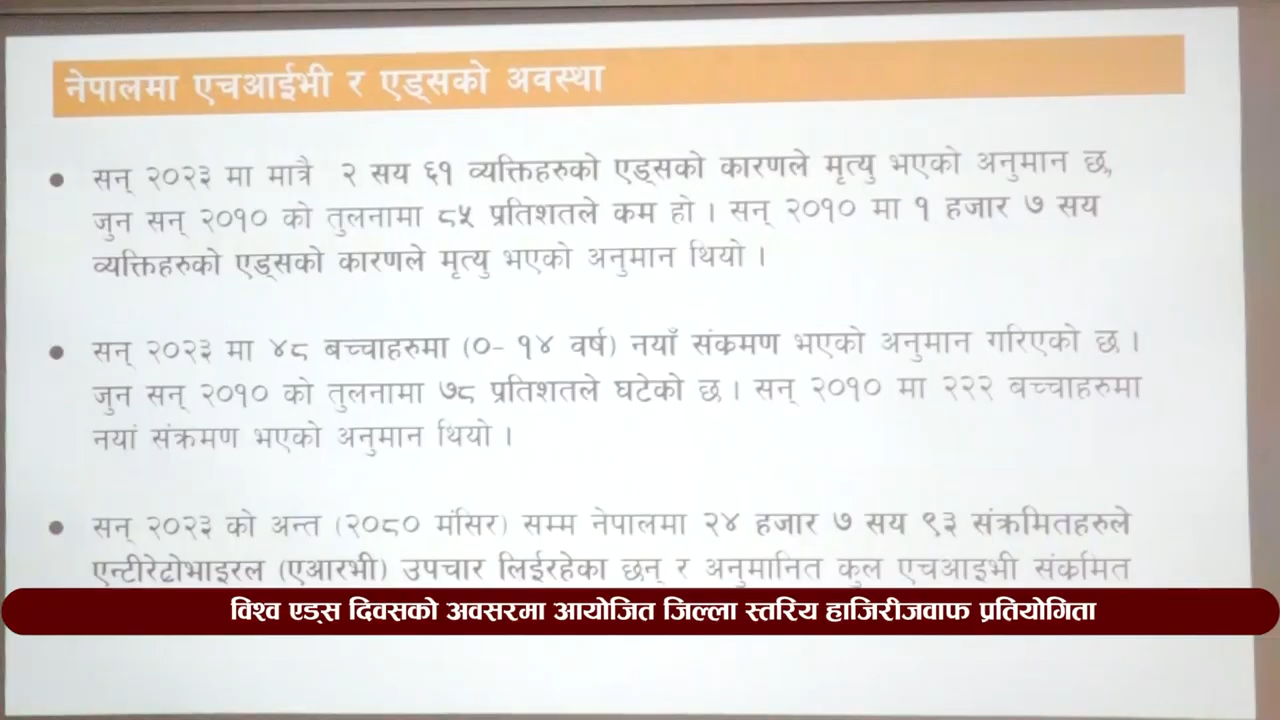 नेपालमा एचआईभी र एड्सको अवस्था
• सन् २०२३ मा मात्रै २ सय ६१ व्यक्तिहरुको एड्सको कारणले मृत्यु भएको अनुमान छ,
जुन सन् २०१० को तुलनामा ८५ प्रतिशतले कम हो । सन् २०१० मा १ हजार ७ सय
व्यक्तिहरुको एड्सको कारणले मृत्यु भएको अनुमान थियो ।
• सन् २०२३ मा ४८ बच्चाहरुमा (०- १४ वर्ष) नयाँ संक्रमण भएको अनुमान गरिएको छ ।
जुन सन् २०१० को तुलनामा ७८ प्रतिशतले घटेको छ । सन् २०१० मा २२२ बच्चाहरुमा
नयां संक्रमण भएको अनुमान थियो ।
• सन् २०२३ को अन्त (२०८० मंसिर) सम्म नेपालमा २४ हजार ७ सय ९३ संक्रमितहरुले
एन्टीरेटोभाइरल (एआरभी) उपचार लिईरहेका छन् र अनुमानित कुल एचआइभी संक्रमित
विश्व एड्स दिवसको अवसरमा आयोजित जिल्ला स्तरिय हाजिरीजवाफ प्रतियोगिता